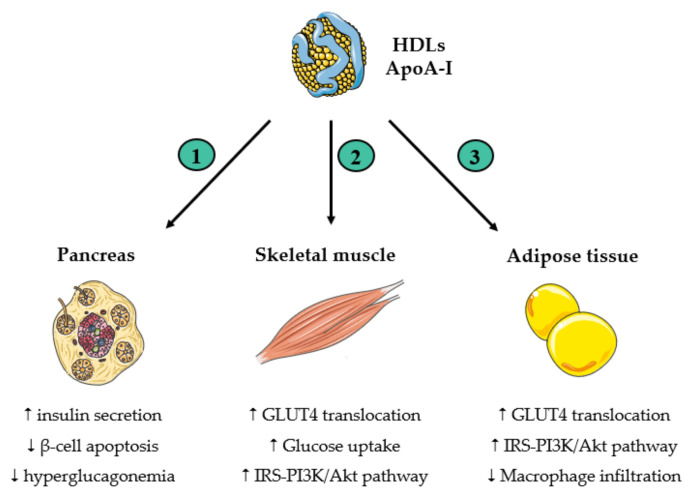 HDLs
ApoA-I
1
2
3
Pancreas
Skeletal muscle
Adipose tissue
↑ insulin secretion
↓ β-cell apoptosis
↓ hyperglucagonemia
↑ GLUT4 translocation
↑ Glucose uptake
↑ IRS-PI3K/Akt pathway
↑ GLUT4 translocation
↑ IRS-PI3K/Akt pathway
↓ Macrophage infiltration